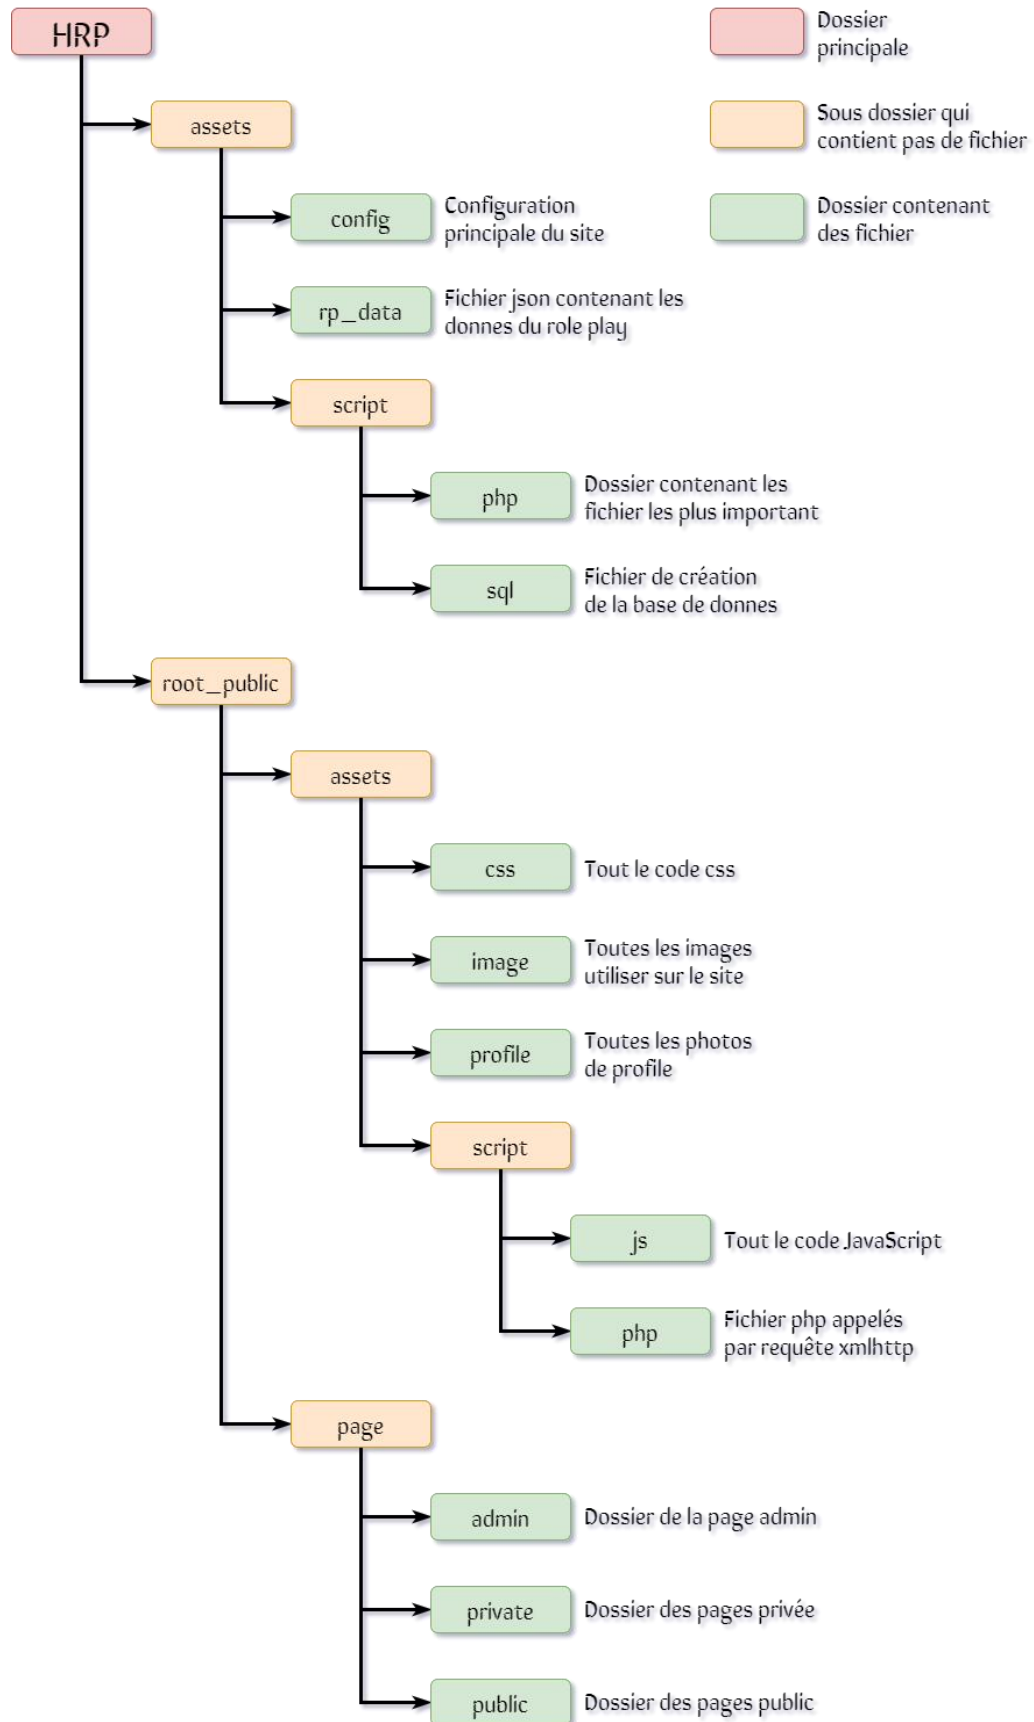 HRP
Dossier
principale
assets
Sous dossier qui
contient pas de fichier
config
Configuration
principale du site
Dossier contenant
des fichier
rp_data
Fichier json contenant les
donnes du role play
script
php
Dossier contenant les
fichier les plus important
sql
Fichier de création
de la base de donnes
root_public
assets
css
Tout le code css
image
Toutes les images
utiliser sur le site
profile
Toutes les photos
de profile
script
js
Tout le code JavaScript
php
Fichier php appelés
par requête xmlhttp
page
admin
Dossier de la page admin
private
Dossier des pages privée
public
Dossier des pages public